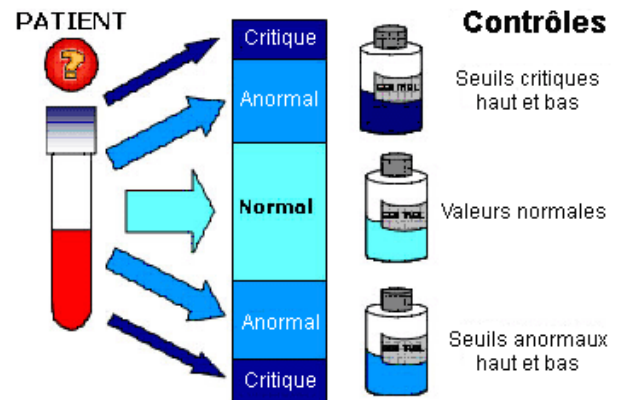 PATIENT
?
Critique
Anormal
Normal
Anormal
Critique
Contrôles
Seuils critiques
haut et bas
Valeurs normales
Seuils anormaux
haut et bas